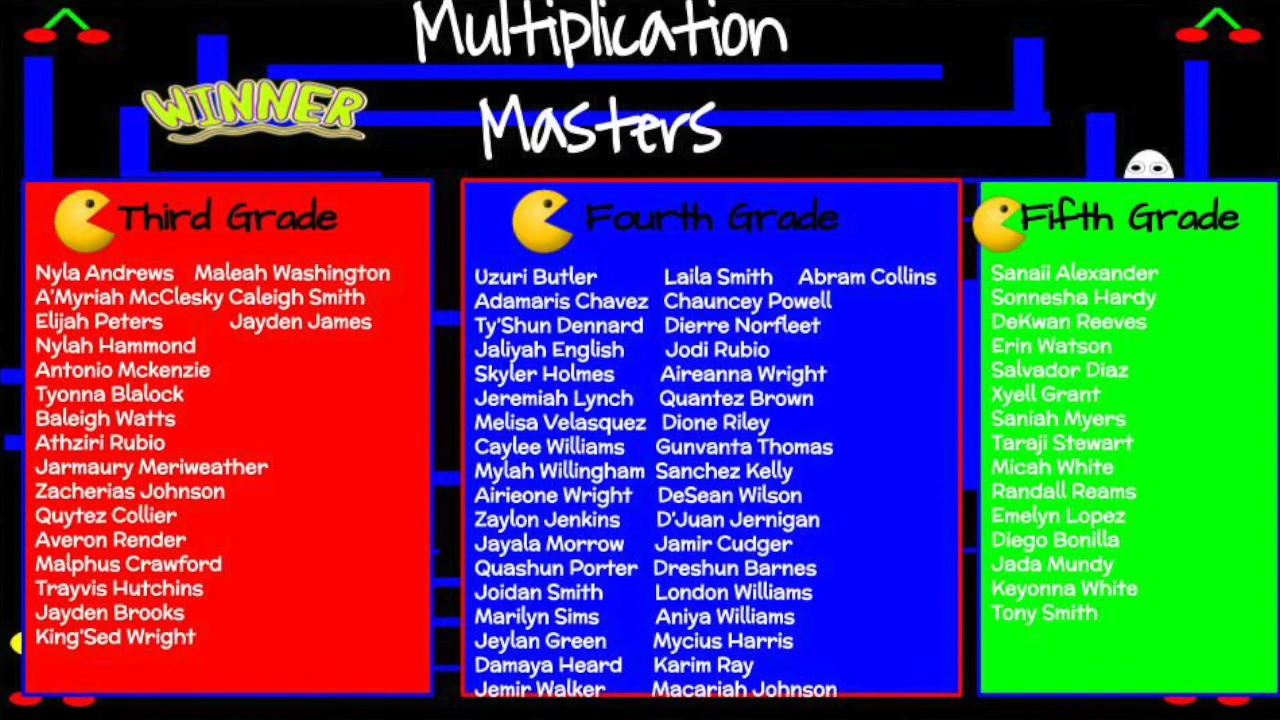 Multiplication
Masters
WINNER
Third Grade
Nyla Andrews Maleah Washington
A'Myriah McClesky Caleigh Smith
Elijah Peters Jayden James
Nylah Hammond
Antonio Mckenzie
Tyonna Blalock
Baleigh Watts
Athziri Rubio
Jarmaury Meriweather
Zacherias Johnson
Quytez Collier
Averon Render
Malphus Crawford
Trayvis Hutchins
Jayden Brooks
King'Sed Wright
Fourth Grade
Uzuri Butler Laila Smith Abram Collins
Adamaris Chavez Chauncey Powell
Ty'Shun Dennard Dierre Norfleet
Jaliyah English Jodi Rubio
Skyler Holmes Aireanna Wright
Jeremiah Lynch Quantez Brown
Melisa Velasquez Dione Riley
Caylee Williams Gunvanta Thomas
Mylah Willingham Sanchez Kelly
Airieone Wright DeSean Wilson
Zaylon Jenkins D'Juan Jernigan
Jayala Morrow Jamir Cudger
Quashun Porter Dreshun Barnes
Joidan Smith London Williams
Marilyn Sims Aniya Williams
Jeylan Green Mycius Harris
Damaya Heard Karim Ray
Jemir Walker Macariah Johnson
Fifth Grade
Sanaii Alexander
Sonnesha Hardy
DeKwan Reeves
Erin Watson
Salvador Diaz
Xyell Grant
Saniah Myers
Taraji Stewart
Micah White
Randall Reams
Emelyn Lopez
Diego Bonilla
Jada Mundy
Keyonna White
Tony Smith